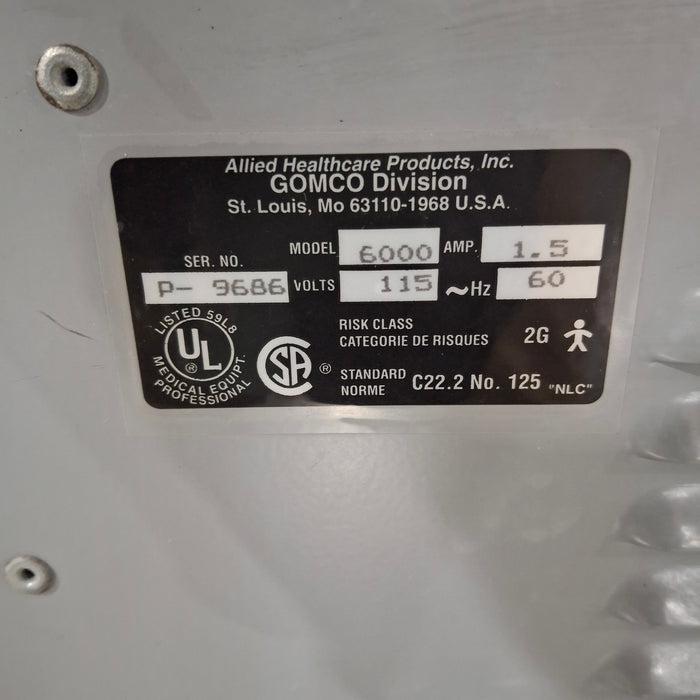 Allied Healthcare Products, Inc.
GOMCO Division
St. Louis, Mo 63110-1968 U.S.A.
SER. NO. MODEL 6000 AMP. 1.5
P- 9686 VOLTS 115 ~Hz 60
LISTED 59L8
UL ®
MEDICAL EQUIPT.
PROFESSIONAL
SA ®
RISK CLASS
CATEGORIE DE RISQUES 2G
STANDARD
NORME C22.2 No. 125 "NLC"